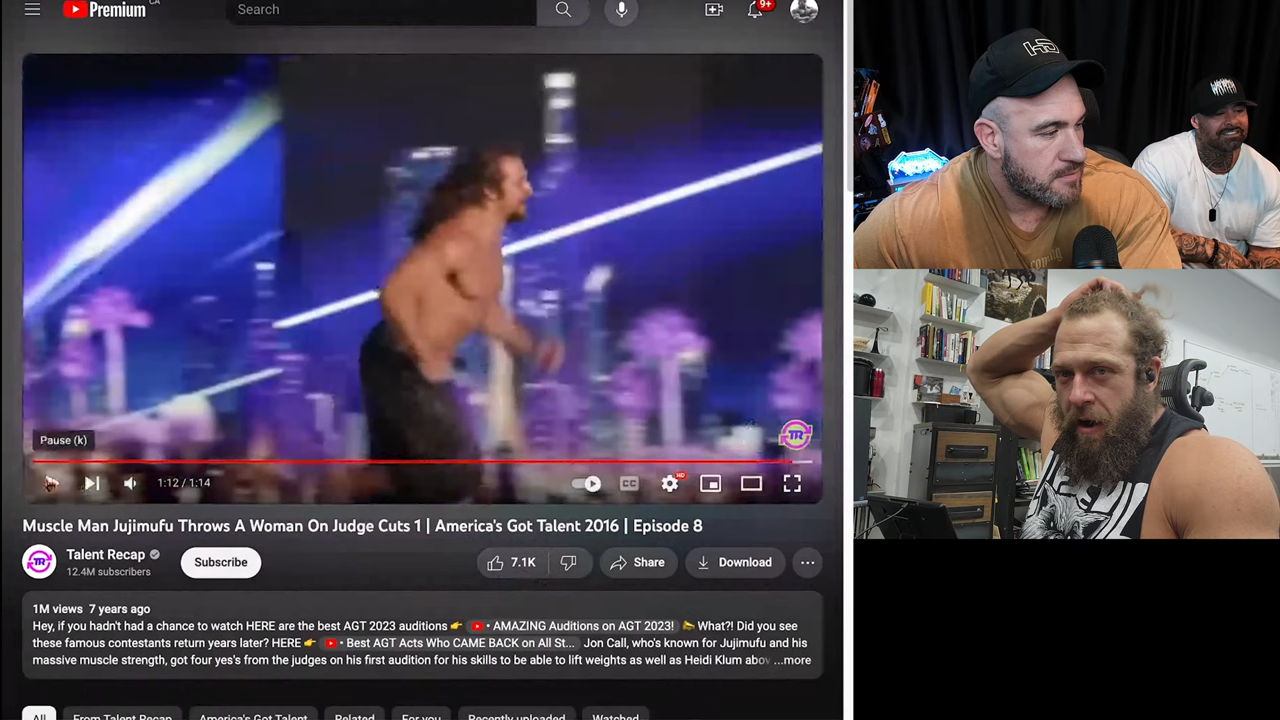 Premium CA
Search
9+
Pause (k)
TR
1:12 / 1:14
CC
HD
Muscle Man Jujimufu Throws A Woman On Judge Cuts 1 | America's Got Talent 2016 | Episode 8
TR
Talent Recap
12.4M subscribers
Subscribe
7.1K
Share
Download
1M views 7 years ago
Hey, if you hadn't had a chance to watch HERE are the best AGT 2023 auditions 👉 • AMAZING Auditions on AGT 2023! 📣 What?! Did you see
these famous contestants return years later? HERE 👉 • Best AGT Acts Who CAME BACK on All St... Jon Call, who's known for Jujimufu and his
massive muscle strength, got four yes's from the judges on his first audition for his skills to be able to lift weights as well as Heidi Klum abov ...more
All
From Talent Recap
America's Got Talent
Related
For you
Recently uploaded
Watched